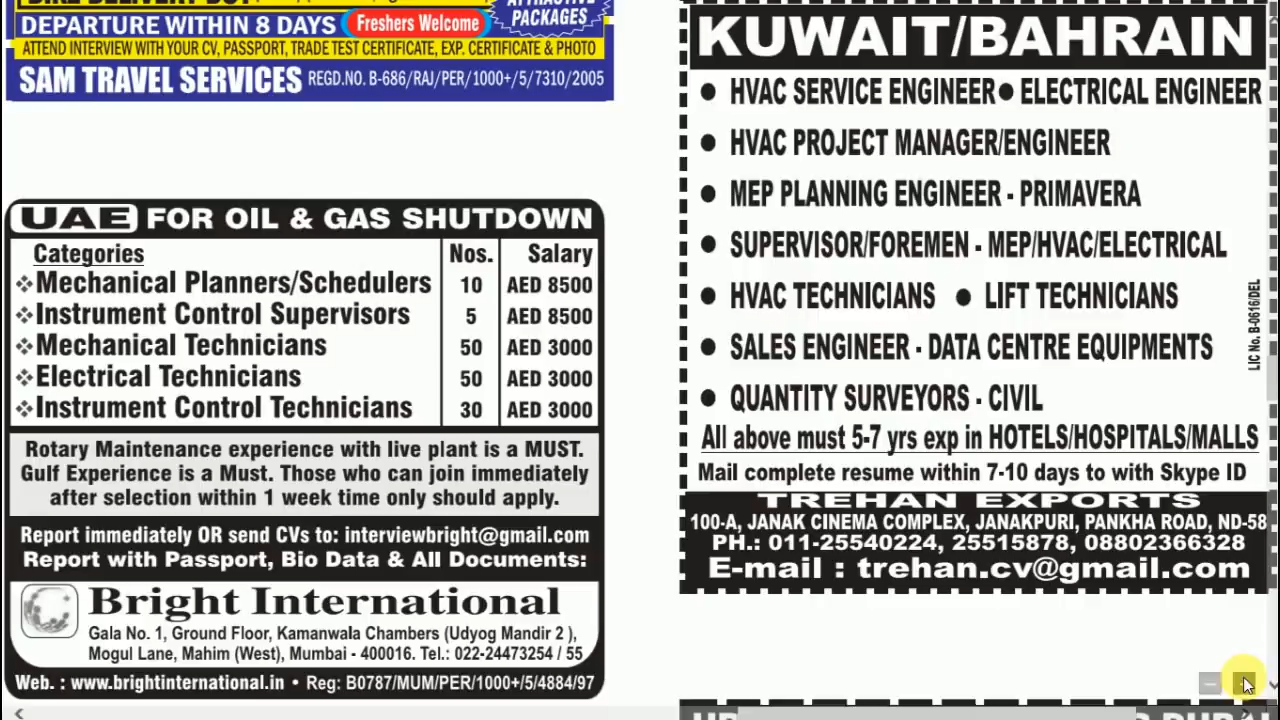 BIKE DELIVERY BOY
ATTRACTIVE
PACKAGES
DEPARTURE WITHIN 8 DAYS Freshers Welcome
ATTEND INTERVIEW WITH YOUR CV, PASSPORT, TRADE TEST CERTIFICATE, EXP. CERTIFICATE & PHOTO
SAM TRAVEL SERVICES REGD.NO. B-686/RAJ/PER/1000+/5/7310/2005
UAE FOR OIL & GAS SHUTDOWN
Categories Nos. Salary
❖Mechanical Planners/Schedulers 10 AED 8500
❖Instrument Control Supervisors 5 AED 8500
❖Mechanical Technicians 50 AED 3000
❖Electrical Technicians 50 AED 3000
❖Instrument Control Technicians 30 AED 3000
Rotary Maintenance experience with live plant is a MUST.
Gulf Experience is a Must. Those who can join immediately
after selection within 1 week time only should apply.
Report immediately OR send CVs to: interviewbright@gmail.com
Report with Passport, Bio Data & All Documents:
Bright International
Gala No. 1, Ground Floor, Kamanwala Chambers (Udyog Mandir 2 ),
Mogul Lane, Mahim (West), Mumbai - 400016. Tel.: 022-24473254 / 55
Web. : www.brightinternational.in • Reg: B0787/MUM/PER/1000+/5/4884/97
KUWAIT/BAHRAIN
● HVAC SERVICE ENGINEER● ELECTRICAL ENGINEER
● HVAC PROJECT MANAGER/ENGINEER
● MEP PLANNING ENGINEER - PRIMAVERA
● SUPERVISOR/FOREMEN - MEP/HVAC/ELECTRICAL
● HVAC TECHNICIANS ● LIFT TECHNICIANS
● SALES ENGINEER - DATA CENTRE EQUIPMENTS
● QUANTITY SURVEYORS - CIVIL
All above must 5-7 yrs exp in HOTELS/HOSPITALS/MALLS
Mail complete resume within 7-10 days to with Skype ID
LIC No. B-0616/DEL
TREHAN EXPORTS
100-A, JANAK CINEMA COMPLEX, JANAKPURI, PANKHA ROAD, ND-58
PH.: 011-25540224, 25515878, 08802366328
E-mail : trehan.cv@gmail.com